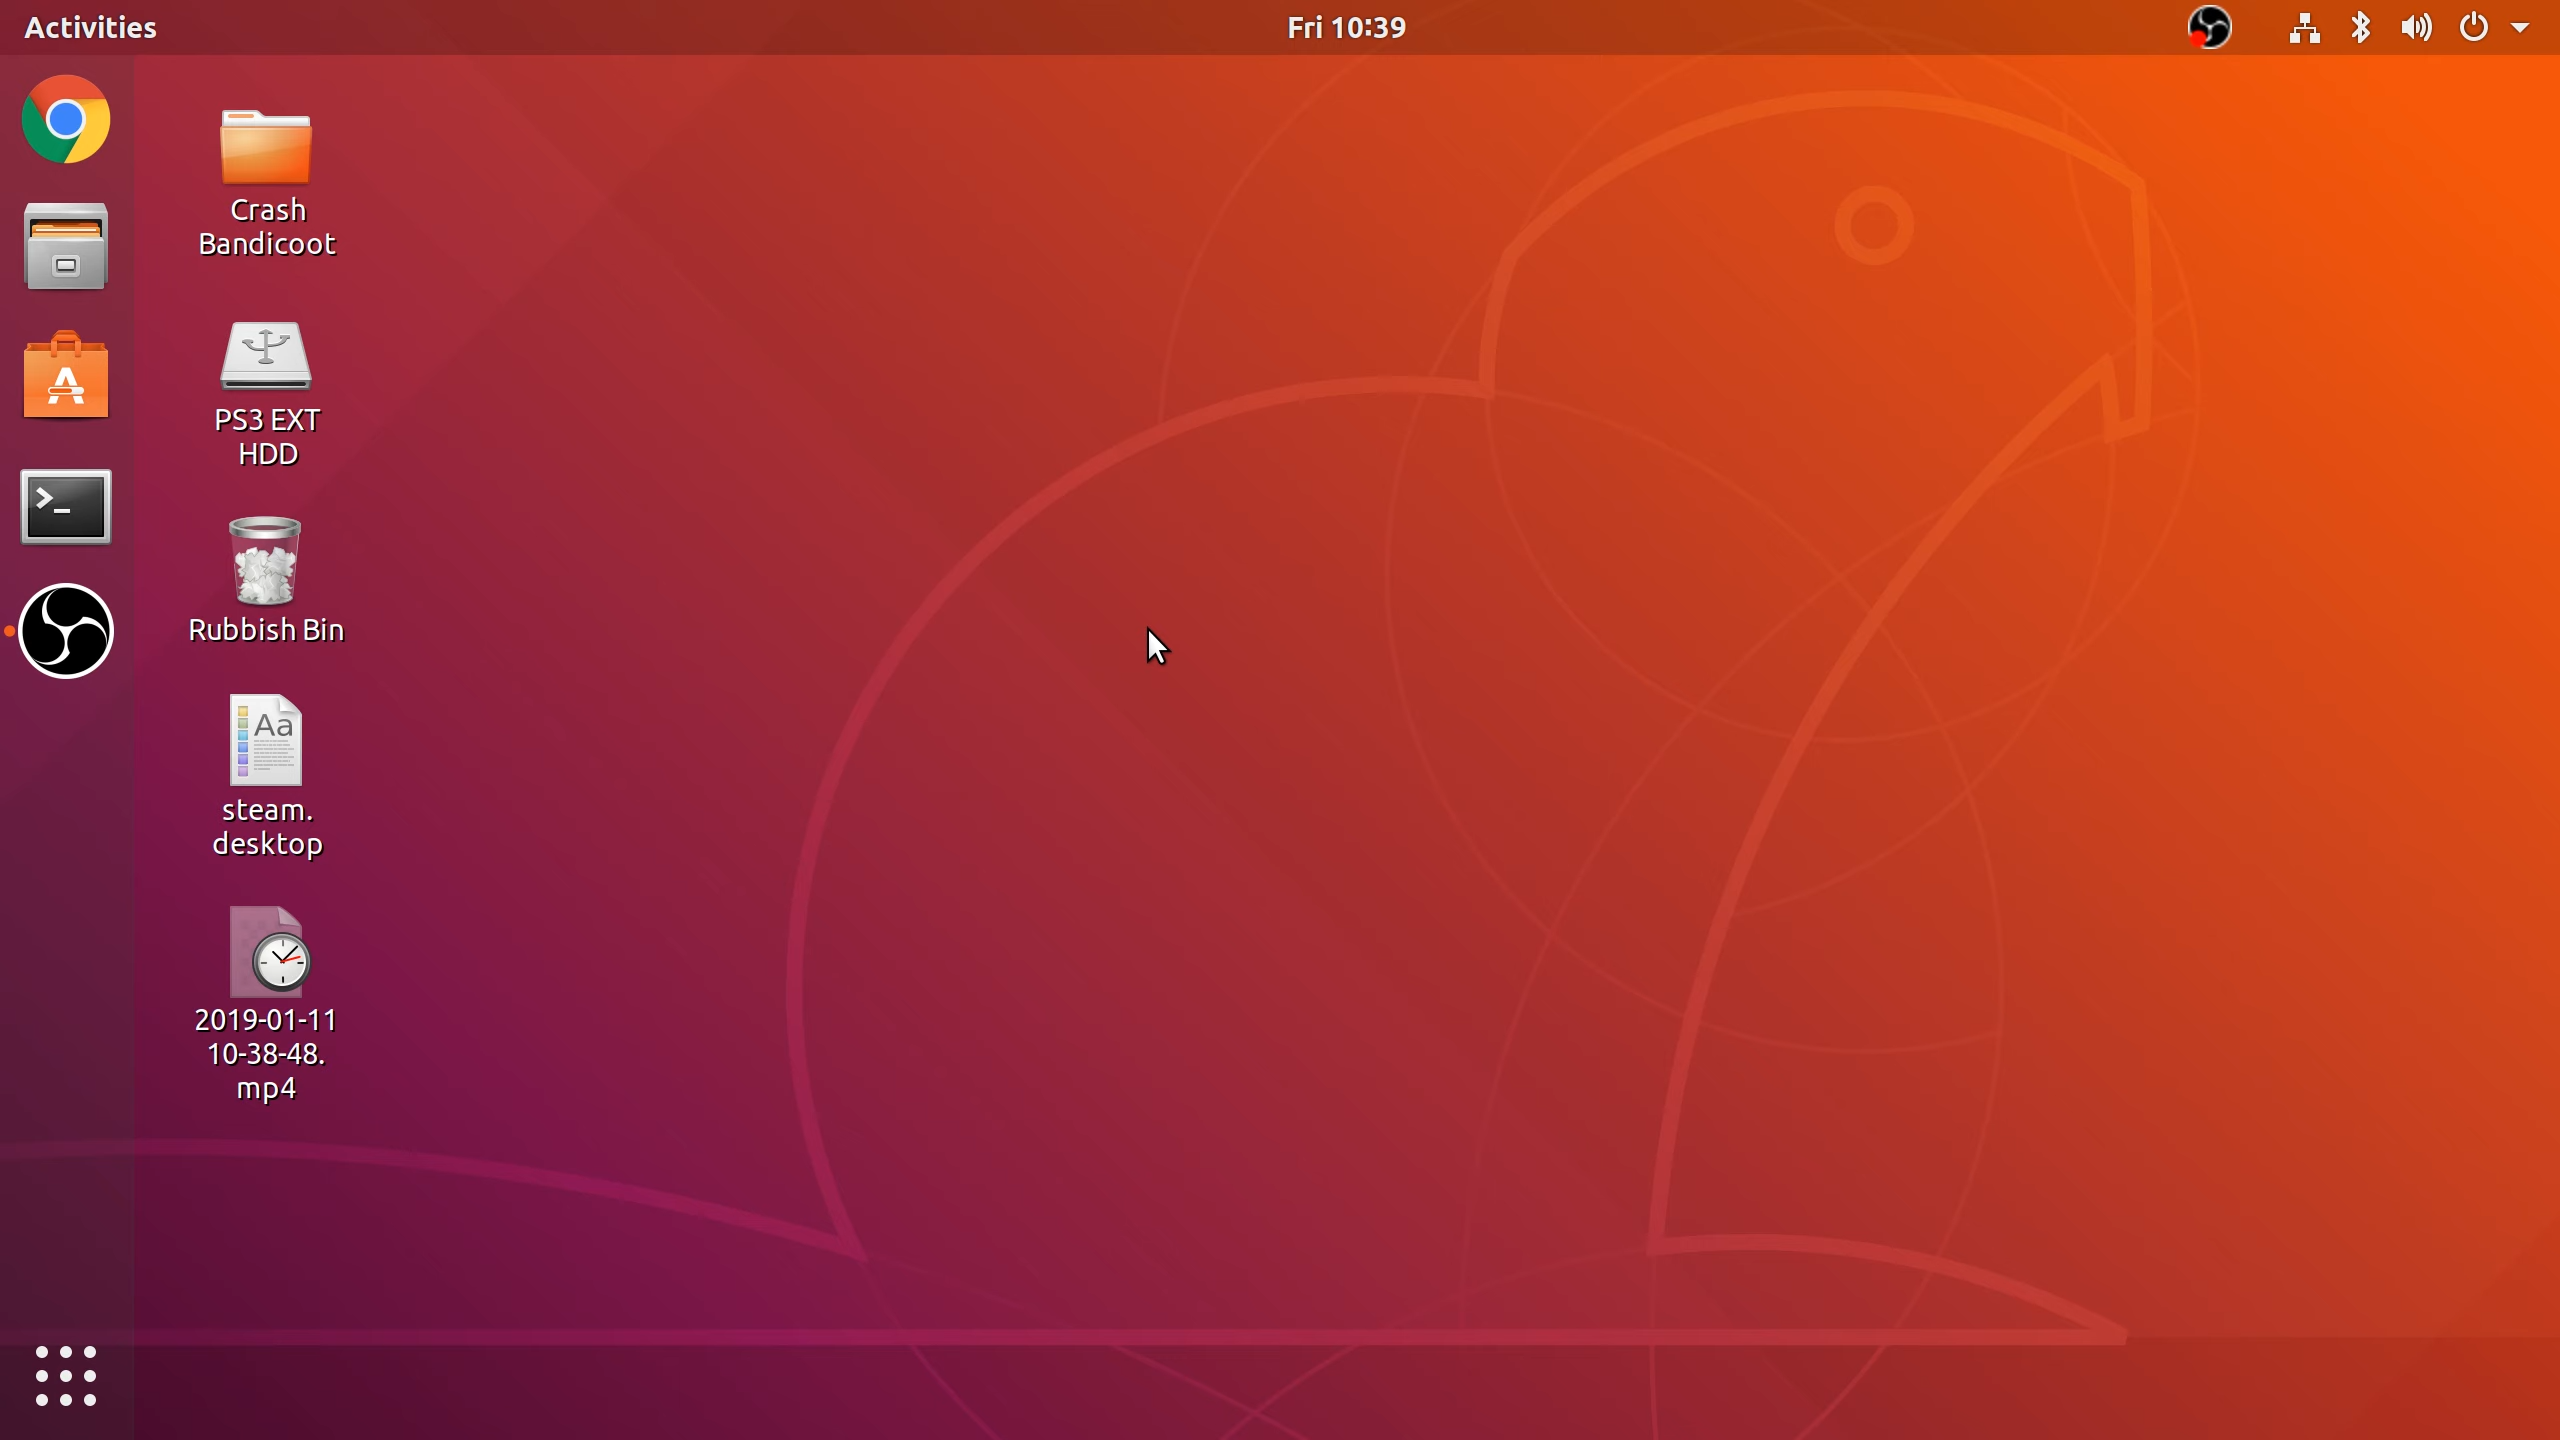 Activities
Fri 10:39
Crash
Bandicoot
PS3 EXT
HDD
Rubbish Bin
Aa
steam.
desktop
2019-01-11
10-38-48.
mp4